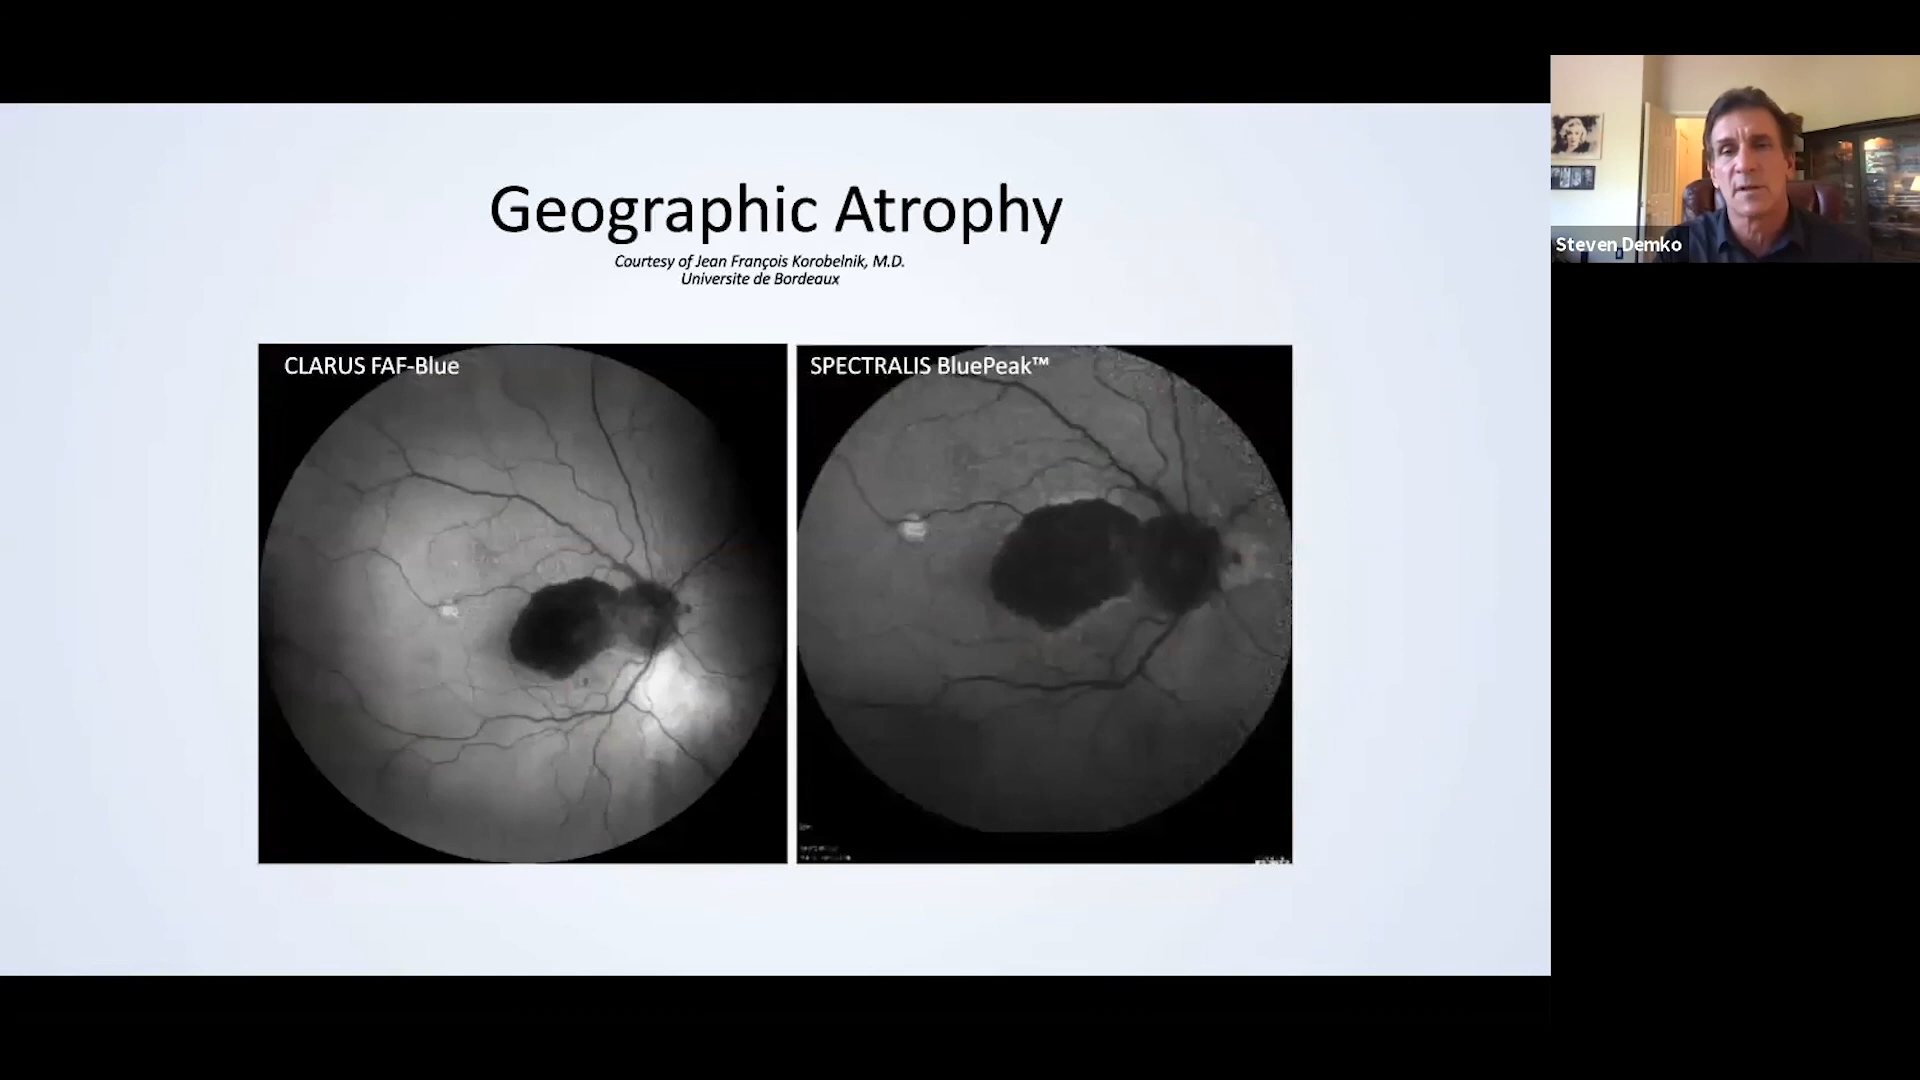 Geographic Atrophy
Courtesy of Jean François Korobelnik, M.D.
Universite de Bordeaux
CLARUS FAF-Blue
SPECTRALIS BluePeak™
Steven Demko